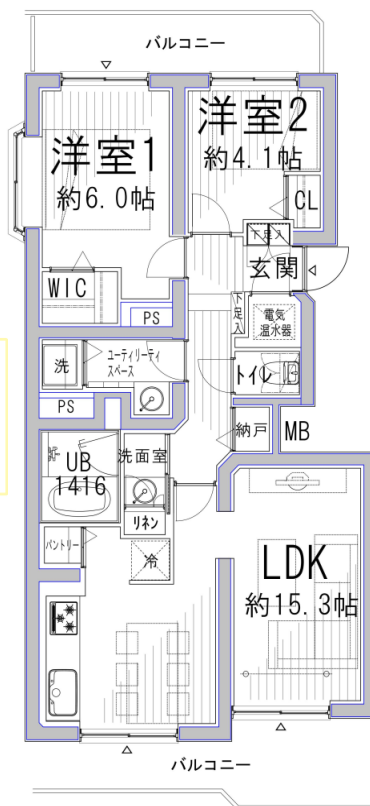 バルコニー
洋室1
約6.0帖
洋室2
約4.1帖
CL
下足入
玄関
WIC
PS
下足入
電気
温水器
洗
ユーティリーティ
スペース
トイレ
PS
納戸
MB
UB
1416
洗面室
リネン
パントリー
冷
LDK
約15.3帖
バルコニー